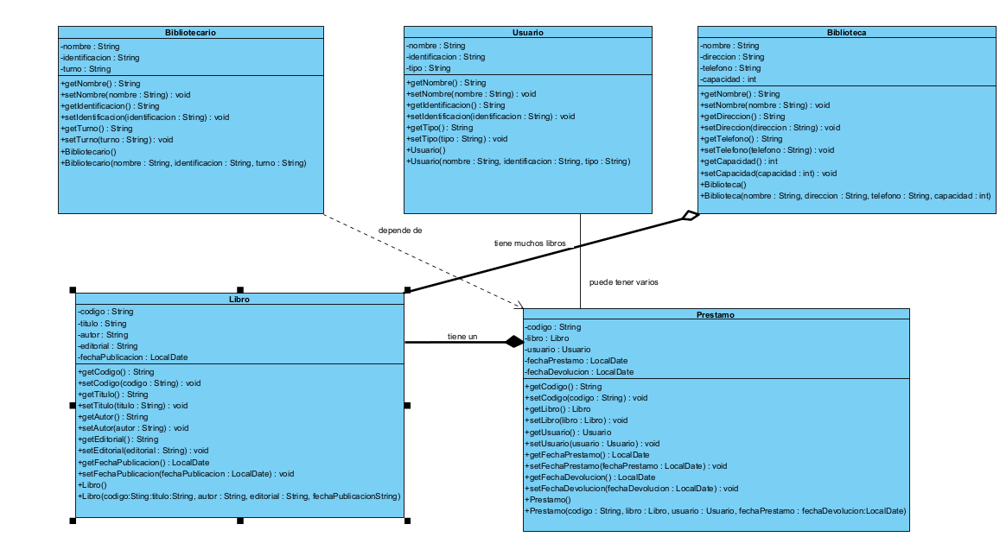 Bibliotecario
-nombre : String
-identificacion : String
-turno : String
+getNombre() : String
+setNombre(nombre : String) : void
+getIdentificacion() : String
+setIdentificacion(identificacion : String) : void
+getTurno() : String
+setTurno(turno : String) : void
+Bibliotecario()
+Bibliotecario(nombre : String, identificacion : String, turno : String)
Usuario
-nombre : String
-identificacion : String
-tipo : String
+getNombre() : String
+setNombre(nombre : String) : void
+getIdentificacion() : String
+setIdentificacion(identificacion : String) : void
+getTipo() : String
+setTipo(tipo : String) : void
+Usuario()
+Usuario(nombre : String, identificacion : String, tipo : String)
Biblioteca
-nombre : String
-direccion : String
-telefono : String
-capacidad : int
+getNombre() : String
+setNombre(nombre : String) : void
+getDireccion() : String
+setDireccion(direccion : String) : void
+getTelefono() : String
+setTelefono(telefono : String) : void
+getCapacidad() : int
+setCapacidad(capacidad : int) : void
+Biblioteca()
+Biblioteca(nombre : String, direccion : String, telefono : String, capacidad : int)
depende de
tiene muchos libros
puede tener varios
Libro
-codigo : String
-titulo : String
-autor : String
-editorial : String
-fechaPublicacion : LocalDate
+getCodigo() : String
+setCodigo(codigo : String) : void
+getTitulo() : String
+setTitulo(titulo : String) : void
+getAutor() : String
+setAutor(autor : String) : void
+getEditorial() : String
+setEditorial(editorial : String) : void
+getFechaPublicacion() : LocalDate
+setFechaPublicacion(fechaPublicacion : LocalDate) : void
+Libro()
+Libro(codigo:Sting:titulo:String, autor : String, editorial : String, fechaPublicacionString)
tiene un
Prestamo
-codigo : String
-libro : Libro
-usuario : Usuario
-fechaPrestamo : LocalDate
-fechaDevolucion : LocalDate
+getCodigo() : String
+setCodigo(codigo : String) : void
+getLibro() : Libro
+setLibro(libro : Libro) : void
+getUsuario() : Usuario
+setUsuario(usuario : Usuario) : void
+getFechaPrestamo() : LocalDate
+setFechaPrestamo(fechaPrestamo : LocalDate) : void
+getFechaDevolucion() : LocalDate
+setFechaDevolucion(fechaDevolucion : LocalDate) : void
+Prestamo()
+Prestamo(codigo : String, libro : Libro, usuario : Usuario, fechaPrestamo : fechaDevolucion:LocalDate)